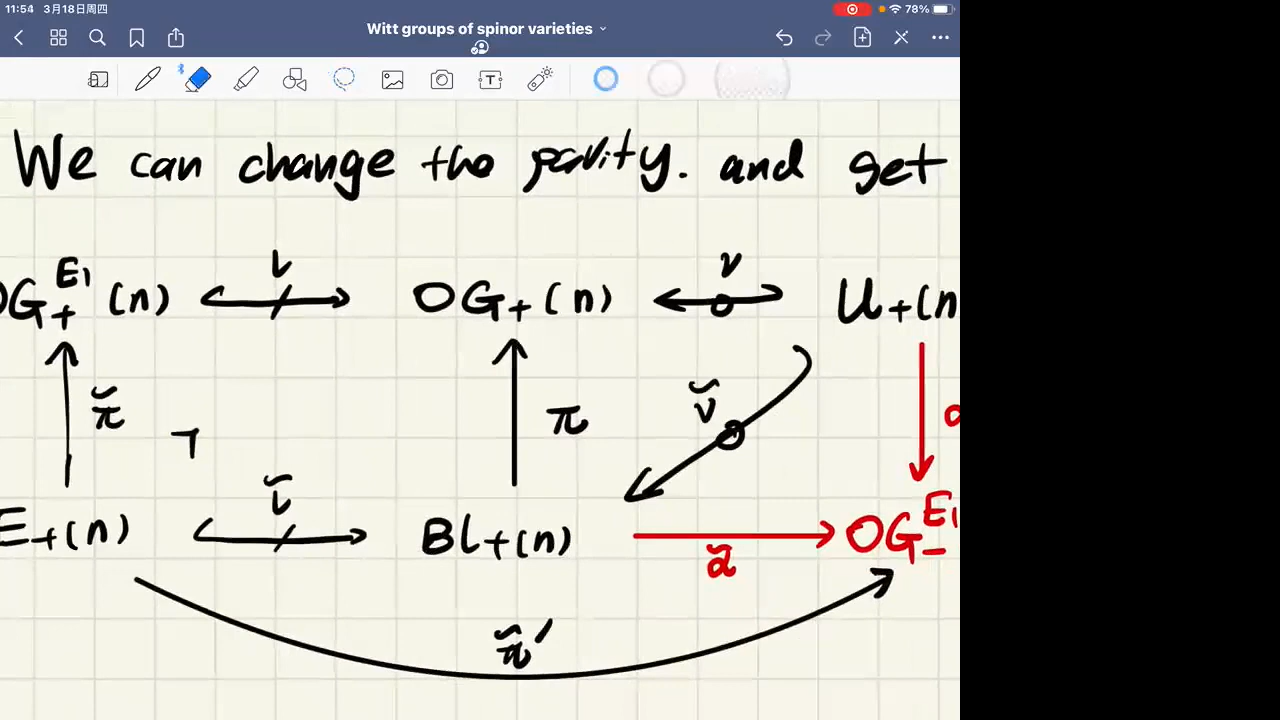 11:54 3月18日周四 78%
Witt groups of spinor varieties
T
We can change the parity. and get
OG₊^{E₁}(n) ι OG₊(n) ν U₊(n
π̃ π ν̃ α
ι̃
E₊(n) Bl₊(n) α̃ OG₋^{E₁}
π̃′